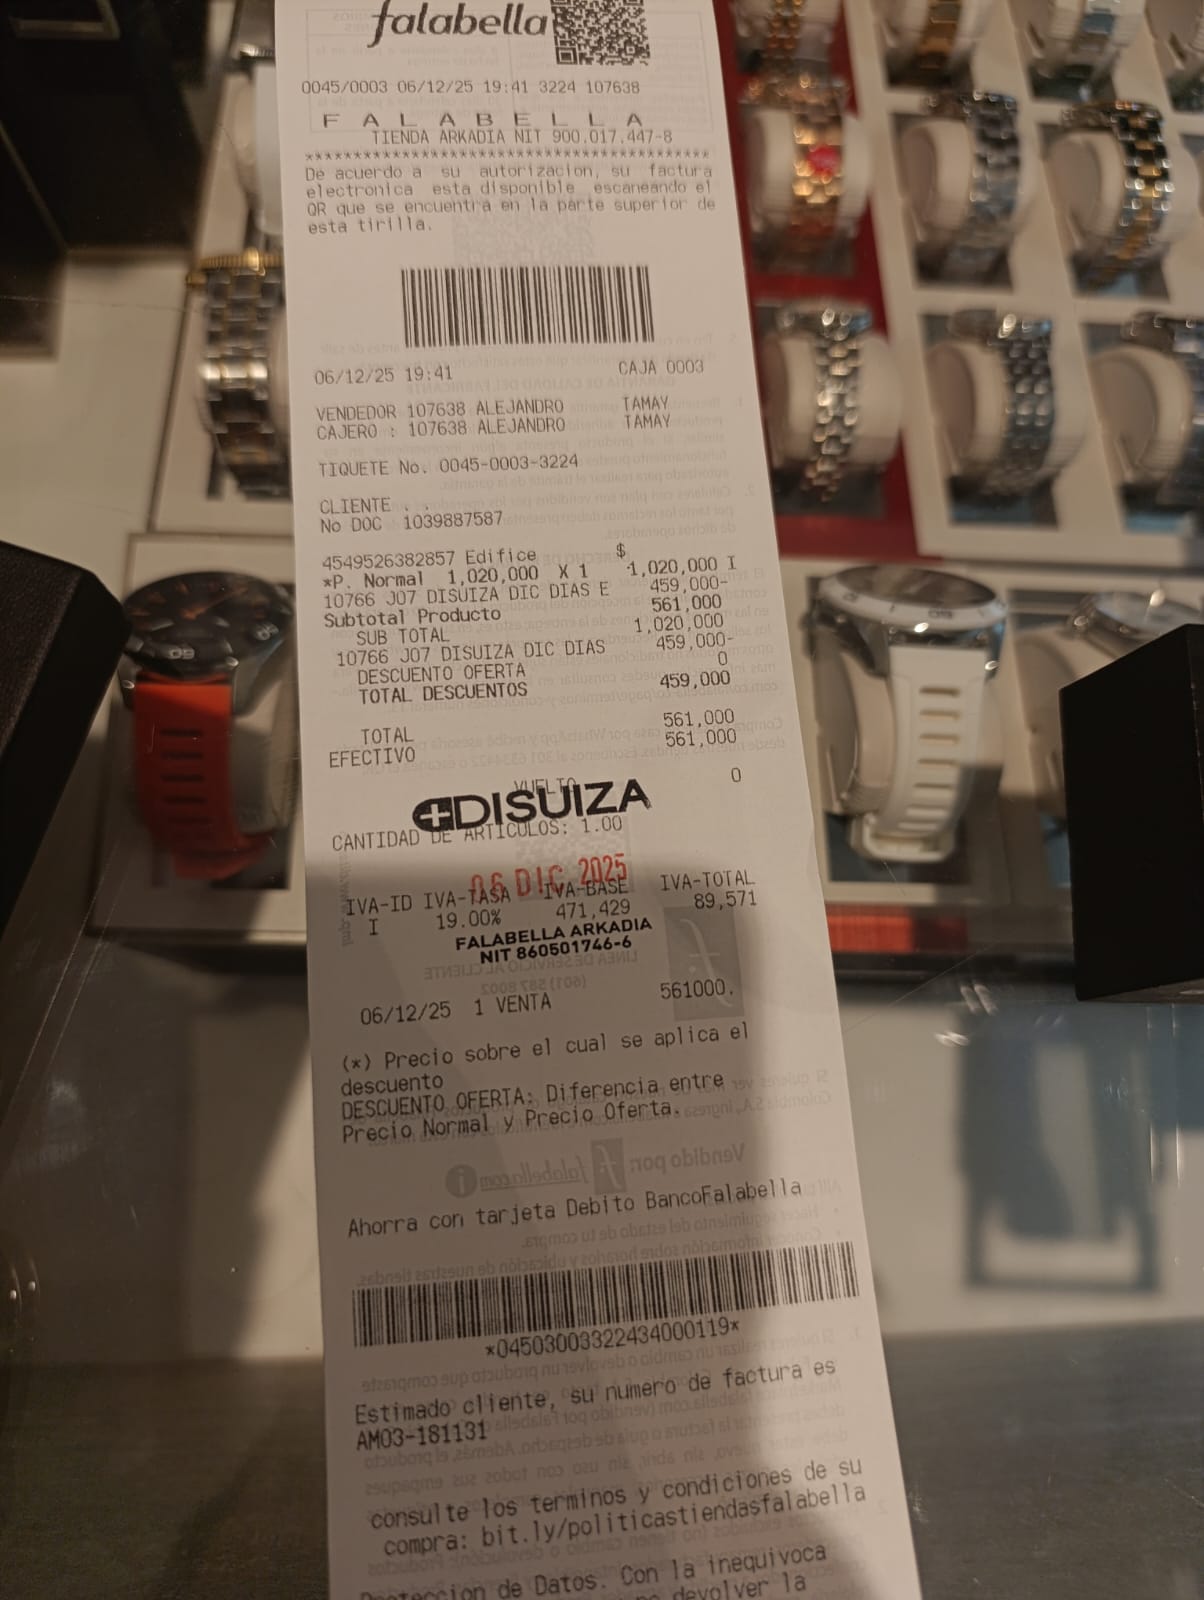 falabella
0045/0003 06/12/25 19:41 3224 107638
F A L A B E L L A
TIENDA ARKADIA NIT 900.017.447-8
******************************************
De acuerdo a su autorizacion, su factura
electronica esta disponible escaneando el
QR que se encuentra en la parte superior de
esta tirilla.
06/12/25 19:41 CAJA 0003
VENDEDOR 107638 ALEJANDRO TAMAY
CAJERO : 107638 ALEJANDRO TAMAY
TIQUETE No. 0045-0003-3224
CLIENTE . .
No DOC 1039887587
4549526382857 Edifice $
*P. Normal 1,020,000 X 1 1,020,000 I
10766 J07 DISUIZA DIC DIAS E 459,000-
Subtotal Producto 561,000
SUB TOTAL 1,020,000
10766 J07 DISUIZA DIC DIAS 459,000-
DESCUENTO OFERTA 0
TOTAL DESCUENTOS 459,000
TOTAL 561,000
EFECTIVO 561,000
VUELTO 0
DISUIZA
CANTIDAD DE ARTICULOS: 1.00
06 DIC 2025
IVA-ID IVA-TASA IVA-BASE IVA-TOTAL
I 19.00% 471,429 89,571
FALABELLA ARKADIA
NIT 860501746-6
06/12/25 1 VENTA 561000.
(*) Precio sobre el cual se aplica el
descuento
DESCUENTO OFERTA: Diferencia entre
Precio Normal y Precio Oferta.
Ahorra con tarjeta Debito BancoFalabella
*04503003322434000119*
Estimado cliente, su numero de factura es
AM03-181131
consulte los terminos y condiciones de su
compra: bit.ly/politicastiendasfalabella
de Datos. Con la inequivoca
devolver la